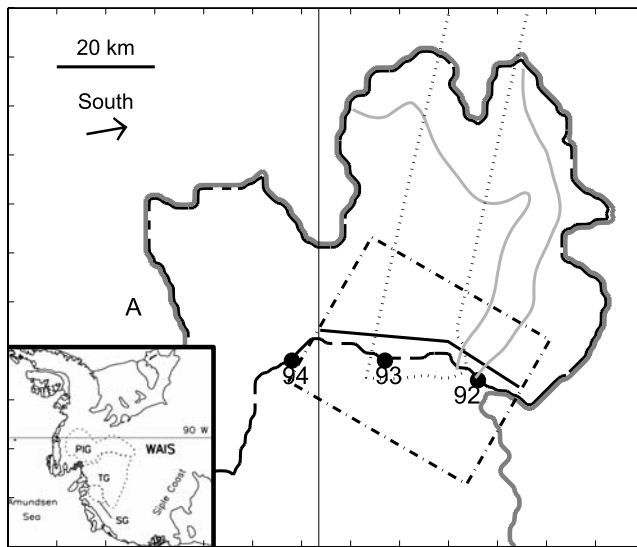 20 km
South
A
94
93
92
90 W
PIG
WAIS
TG
Siple Coast
Amundsen
Sea
SG